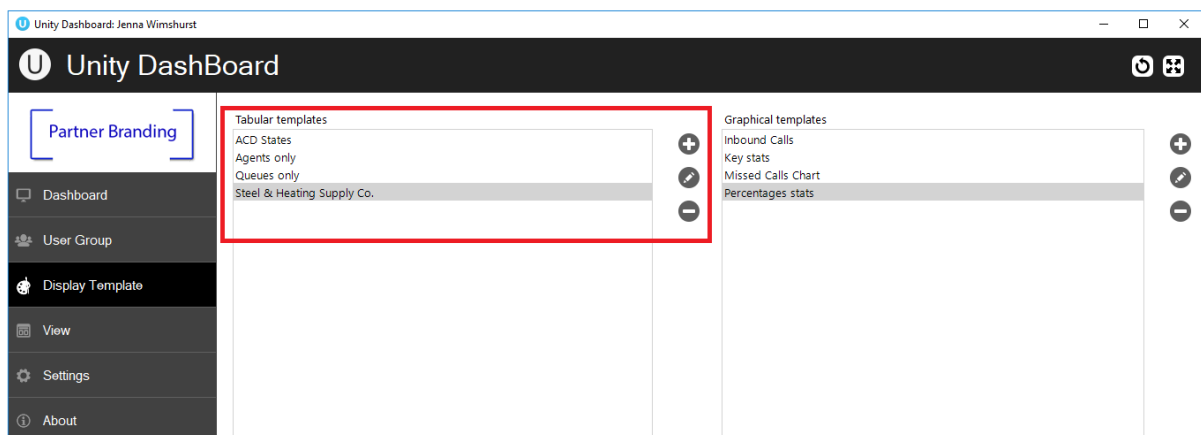 Unity Dashboard: Jenna Wimshurst
Unity DashBoard
Partner Branding
Dashboard
User Group
Display Template
View
Settings
About
Tabular templates
ACD States
Agents only
Queues only
Steel & Heating Supply Co.
Graphical templates
Inbound Calls
Key stats
Missed Calls Chart
Percentages stats